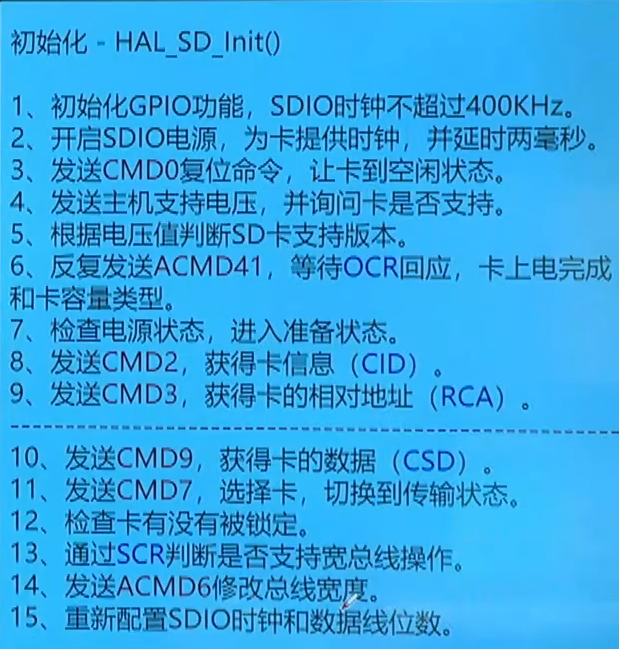 初始化 - HAL_SD_Init()
1、初始化GPIO功能，SDIO时钟不超过400KHz。
2、开启SDIO电源，为卡提供时钟，并延时两毫秒。
3、发送CMD0复位命令，让卡到空闲状态。
4、发送主机支持电压，并询问卡是否支持。
5、根据电压值判断SD卡支持版本。
6、反复发送ACMD41，等待OCR回应，卡上电完成
和卡容量类型。
7、检查电源状态，进入准备状态。
8、发送CMD2，获得卡信息（CID）。
9、发送CMD3，获得卡的相对地址（RCA）。
10、发送CMD9，获得卡的数据（CSD）。
11、发送CMD7，选择卡，切换到传输状态。
12、检查卡有没有被锁定。
13、通过SCR判断是否支持宽总线操作。
14、发送ACMD6修改总线宽度。
15、重新配置SDIO时钟和数据线位数。